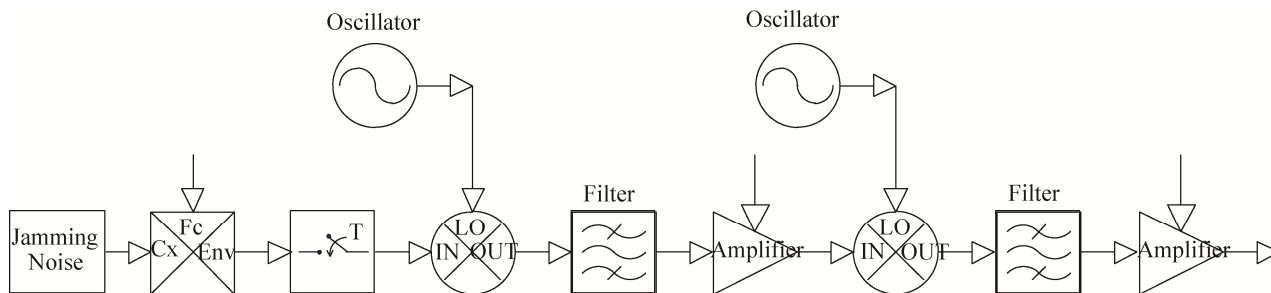 Oscillator
Oscillator
Filter
Filter
Jamming
Noise
Fc
Cx
Env
T
LO
IN
OUT
Amplifier
LO
IN
OUT
Amplifier